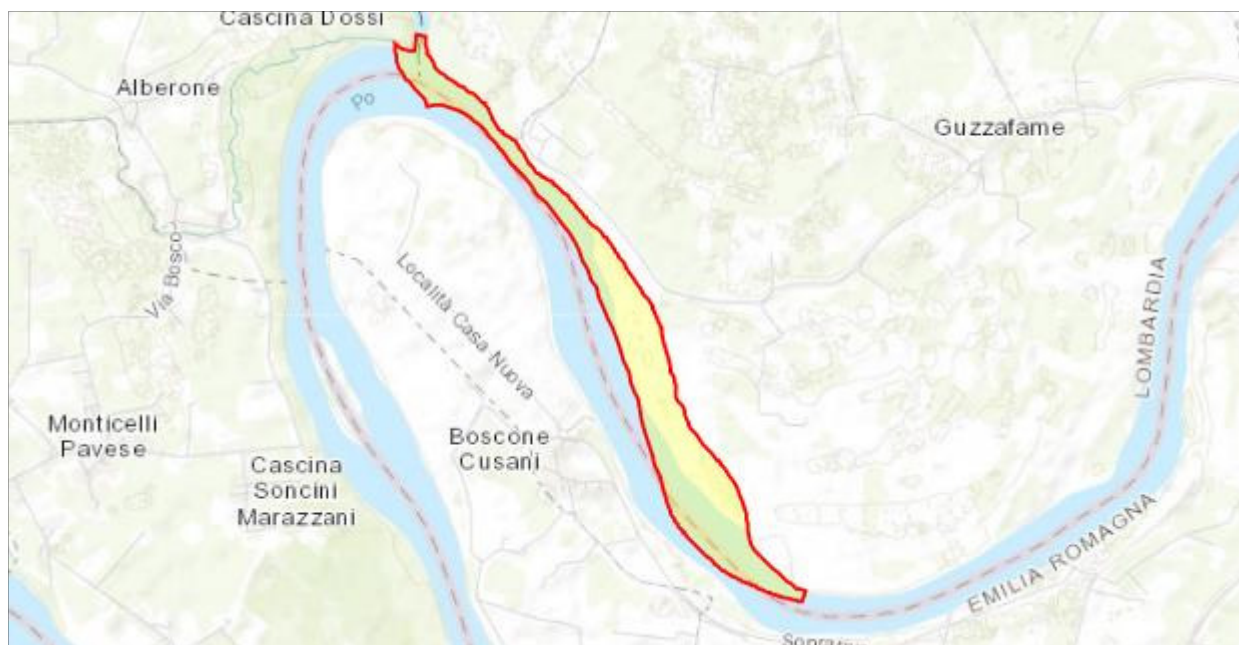 Cascina Dossi
Alberone
Po
Guzzafame
Via Bosco
Località Casa Nuova
LOMBARDIA
Monticelli
Pavese
Boscone
Cusani
Cascina
Soncini
Marazzani
EMILIA ROMAGNA